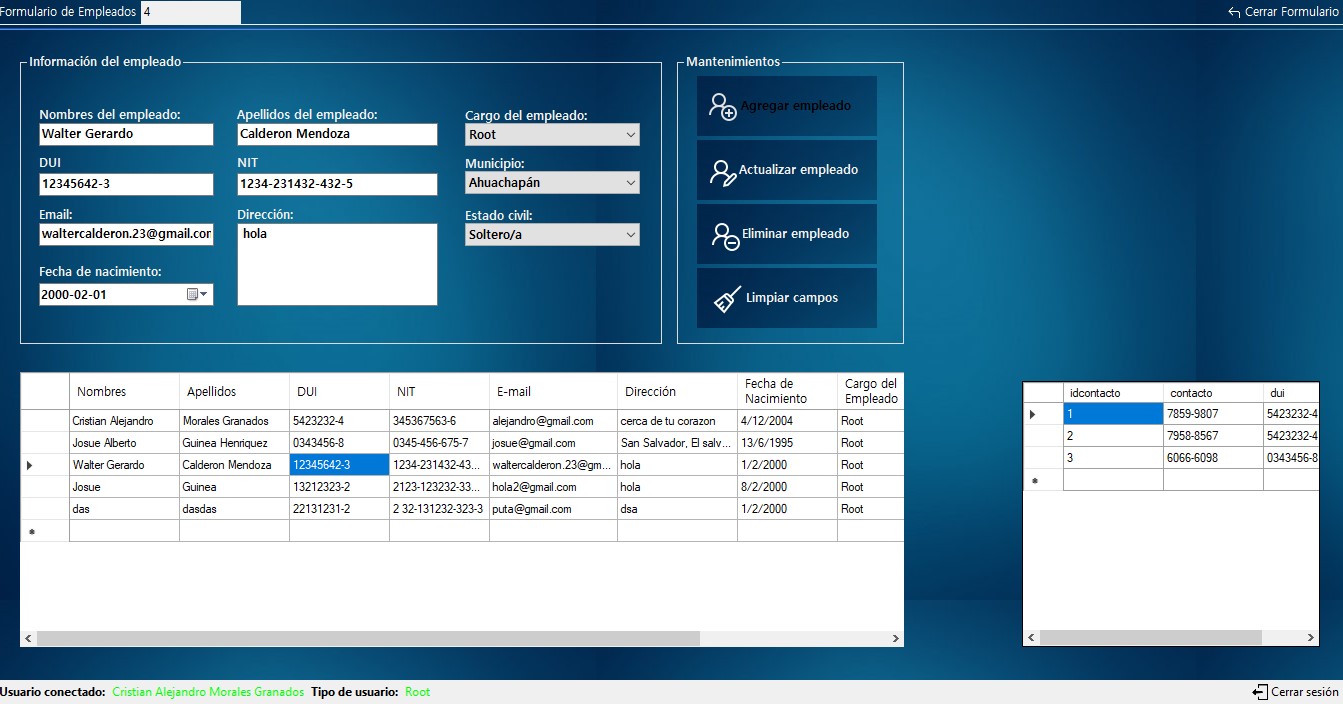 Formulario de Empleados 4 Cerrar Formulario
Información del empleado
Mantenimientos
Nombres del empleado: Apellidos del empleado: Cargo del empleado:
Walter Gerardo Calderon Mendoza Root
DUI NIT Municipio:
12345642-3 1234-231432-432-5 Ahuachapán
Email: Dirección: Estado civil:
waltercalderon.23@gmail.cor hola Soltero/a
Fecha de nacimiento:
2000-02-01
Agregar empleado
Actualizar empleado
Eliminar empleado
Limpiar campos
Nombres Apellidos DUI NIT E-mail Dirección Fecha de Nacimiento Cargo del Empleado
Cristian Alejandro Morales Granados 5423232-4 345367563-6 alejandro@gmail.com cerca de tu corazon 4/12/2004 Root
Josue Alberto Guinea Henriquez 0343456-8 0345-456-675-7 josue@gmail.com San Salvador, El salv... 13/6/1995 Root
Walter Gerardo Calderon Mendoza 12345642-3 1234-231432-43... waltercalderon.23@gm... hola 1/2/2000 Root
Josue Guinea 13212323-2 2123-123232-33... hola2@gmail.com hola 8/2/2000 Root
das dasdas 22131231-2 2 32-131232-323-3 puta@gmail.com dsa 1/2/2000 Root
idcontacto contacto dui
1 7859-9807 5423232-4
2 7958-8567 5423232-4
3 6066-6098 0343456-8
Usuario conectado: Cristian Alejandro Morales Granados Tipo de usuario: Root Cerrar sesión